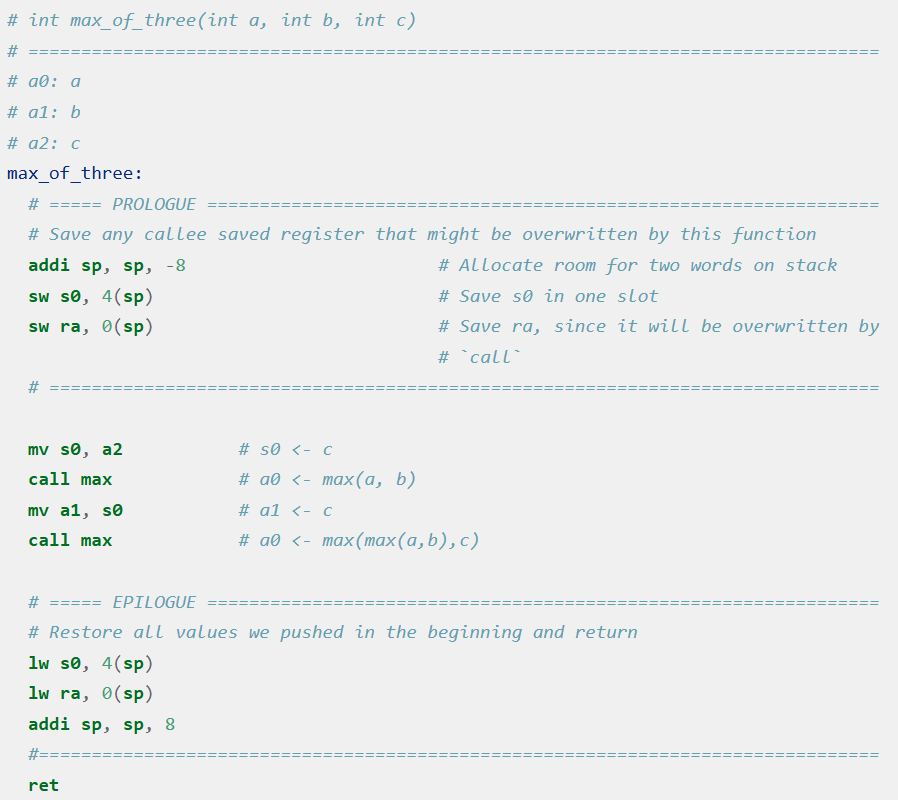 # int max_of_three(int a, int b, int c)
# =================================================================================
# a0: a
# a1: b
# a2: c
max_of_three:
  # ===== PROLOGUE ================================================================
  # Save any callee saved register that might be overwritten by this function
  addi sp, sp, -8                        # Allocate room for two words on stack
  sw s0, 4(sp)                           # Save s0 in one slot
  sw ra, 0(sp)                           # Save ra, since it will be overwritten by
                                         # `call`
  # ===============================================================================
  mv s0, a2           # s0 <- c
  call max            # a0 <- max(a, b)
  mv a1, s0           # a1 <- c
  call max            # a0 <- max(max(a,b),c)
  # ===== EPILOGUE ================================================================
  # Restore all values we pushed in the beginning and return
  lw s0, 4(sp)
  lw ra, 0(sp)
  addi sp, sp, 8
  #================================================================================
  ret